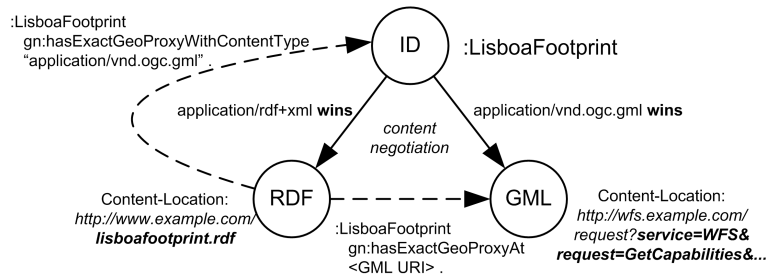 :LisboaFootprint
gn:hasExactGeoProxyWithContentType
“application/vnd.ogc.gml” .
ID
:LisboaFootprint
application/rdf+xml wins
application/vnd.ogc.gml wins
content
negotiation
RDF
GML
Content-Location:
http://www.example.com/
lisboafootprint.rdf
:LisboaFootprint
gn:hasExactGeoProxyAt
<GML URI> .
Content-Location:
http://wfs.example.com/
request?service=WFS&
request=GetCapabilities&...